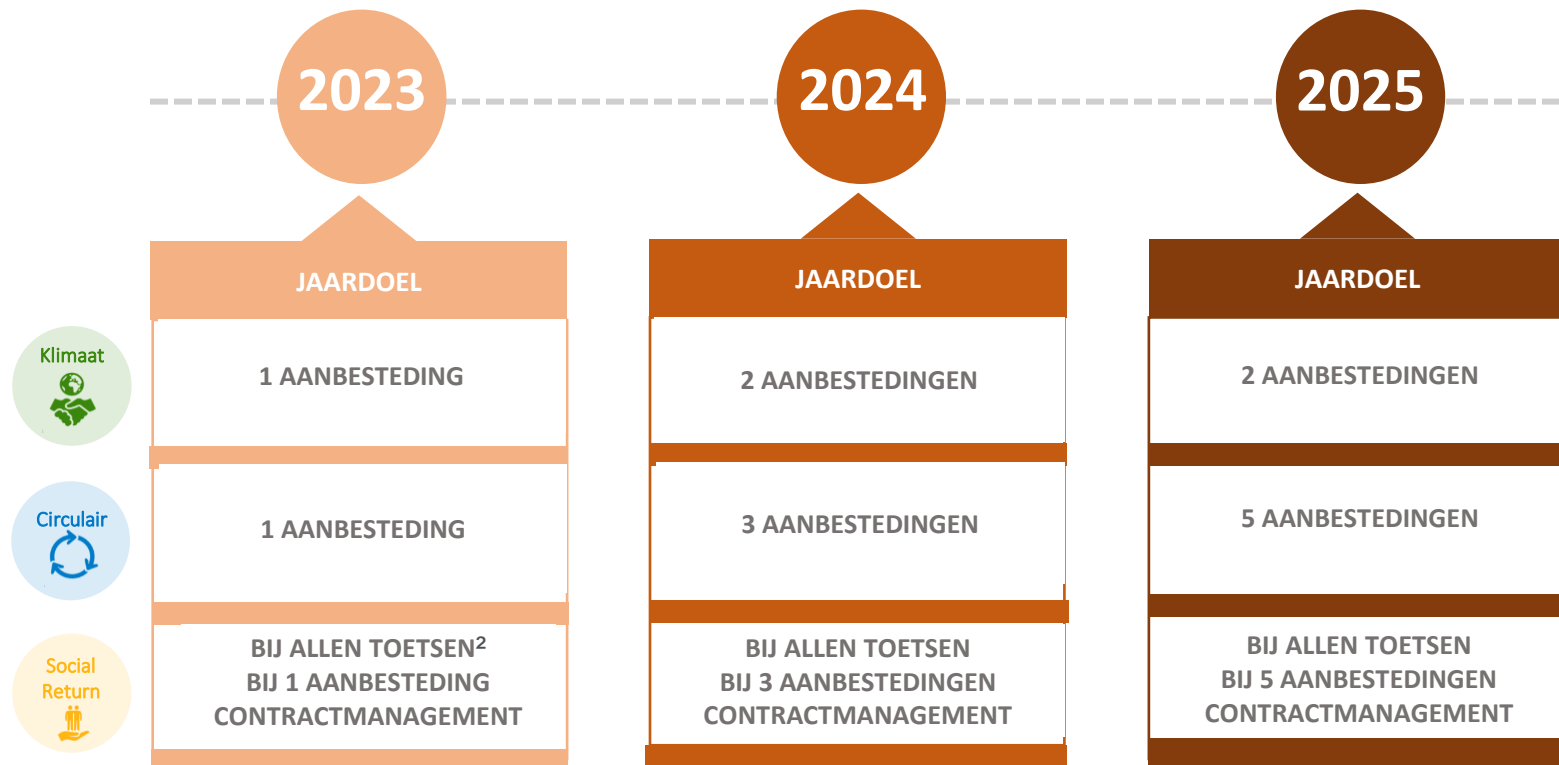 2023
2024
2025
JAARDOEL
JAARDOEL
JAARDOEL
Klimaat
1 AANBESTEDING
2 AANBESTEDINGEN
2 AANBESTEDINGEN
Circulair
1 AANBESTEDING
3 AANBESTEDINGEN
5 AANBESTEDINGEN
Social
Return
BIJ ALLEN TOETSEN²
BIJ 1 AANBESTEDING
CONTRACTMANAGEMENT
BIJ ALLEN TOETSEN
BIJ 3 AANBESTEDINGEN
CONTRACTMANAGEMENT
BIJ ALLEN TOETSEN
BIJ 5 AANBESTEDINGEN
CONTRACTMANAGEMENT